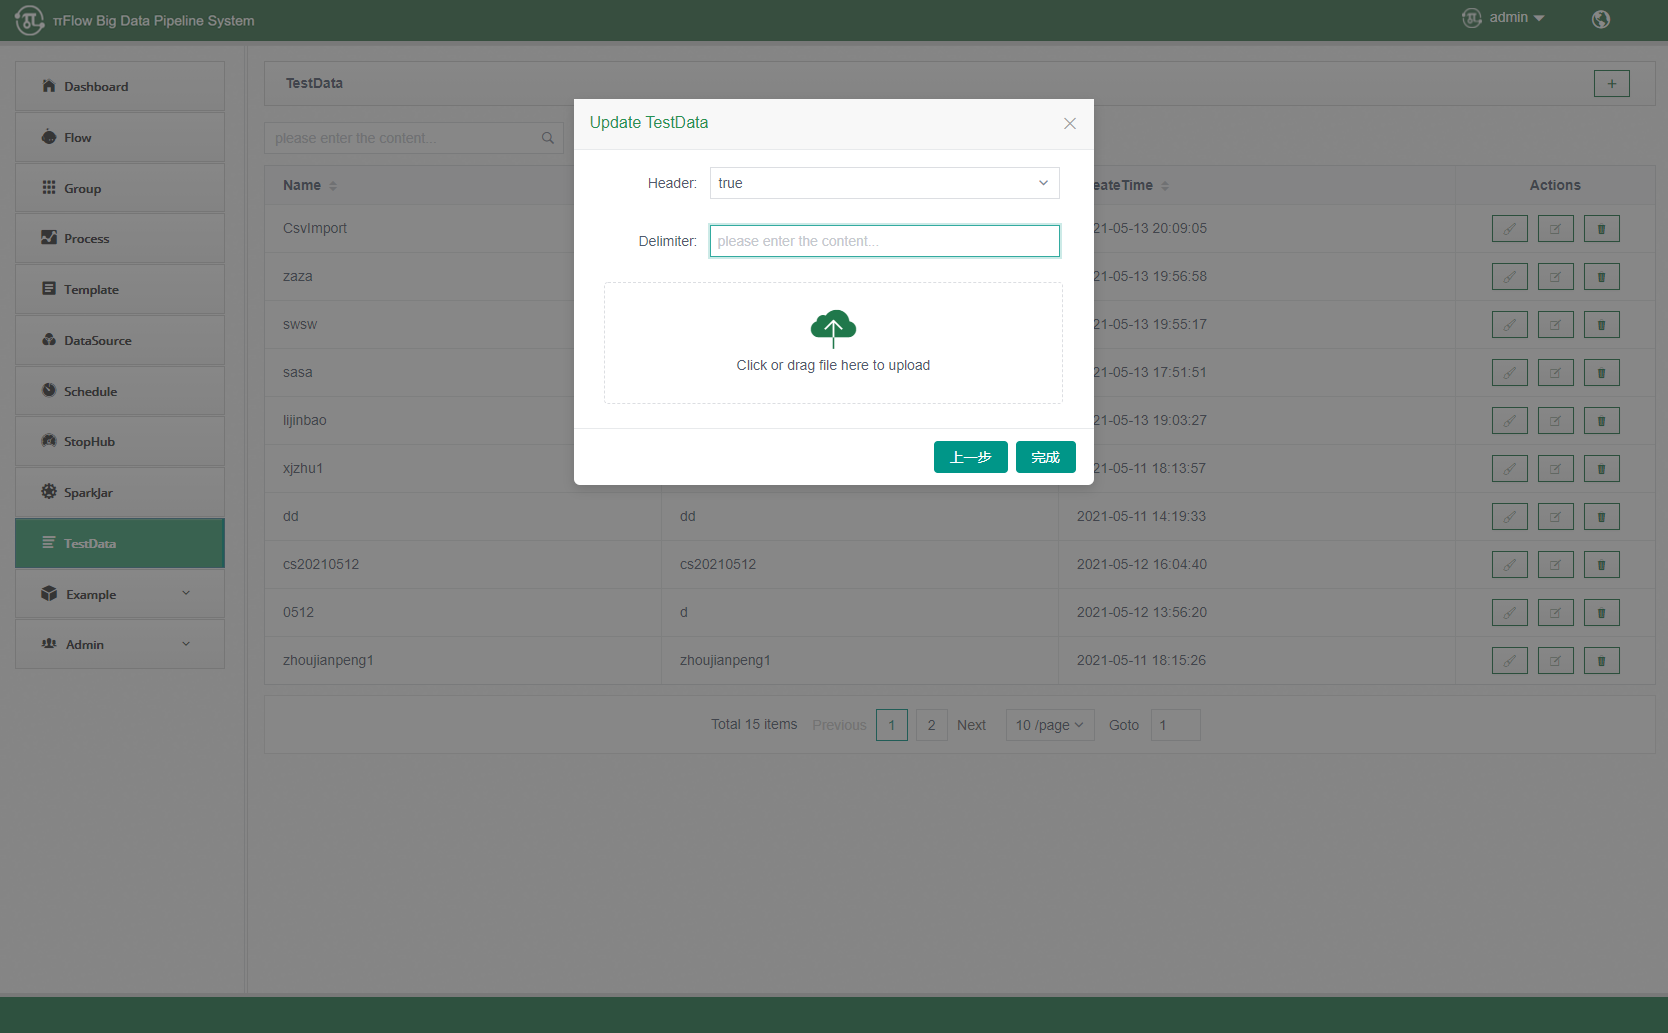 πFlow Big Data Pipeline System
admin
Dashboard
Flow
Group
Process
Template
DataSource
Schedule
StopHub
SparkJar
TestData
Example
Admin
TestData
+
please enter the content...
Name
eateTime
Actions
CsvImport
21-05-13 20:09:05
zaza
21-05-13 19:56:58
swsw
21-05-13 19:55:17
sasa
21-05-13 17:51:51
lijinbao
21-05-13 19:03:27
xjzhu1
21-05-11 18:13:57
dd
dd
2021-05-11 14:19:33
cs20210512
cs20210512
2021-05-12 16:04:40
0512
d
2021-05-12 13:56:20
zhoujianpeng1
zhoujianpeng1
2021-05-11 18:15:26
Total 15 items Previous 1 2 Next 10 /page Goto 1
Update TestData
Header: true
Delimiter: please enter the content...
Click or drag file here to upload
上一步 完成